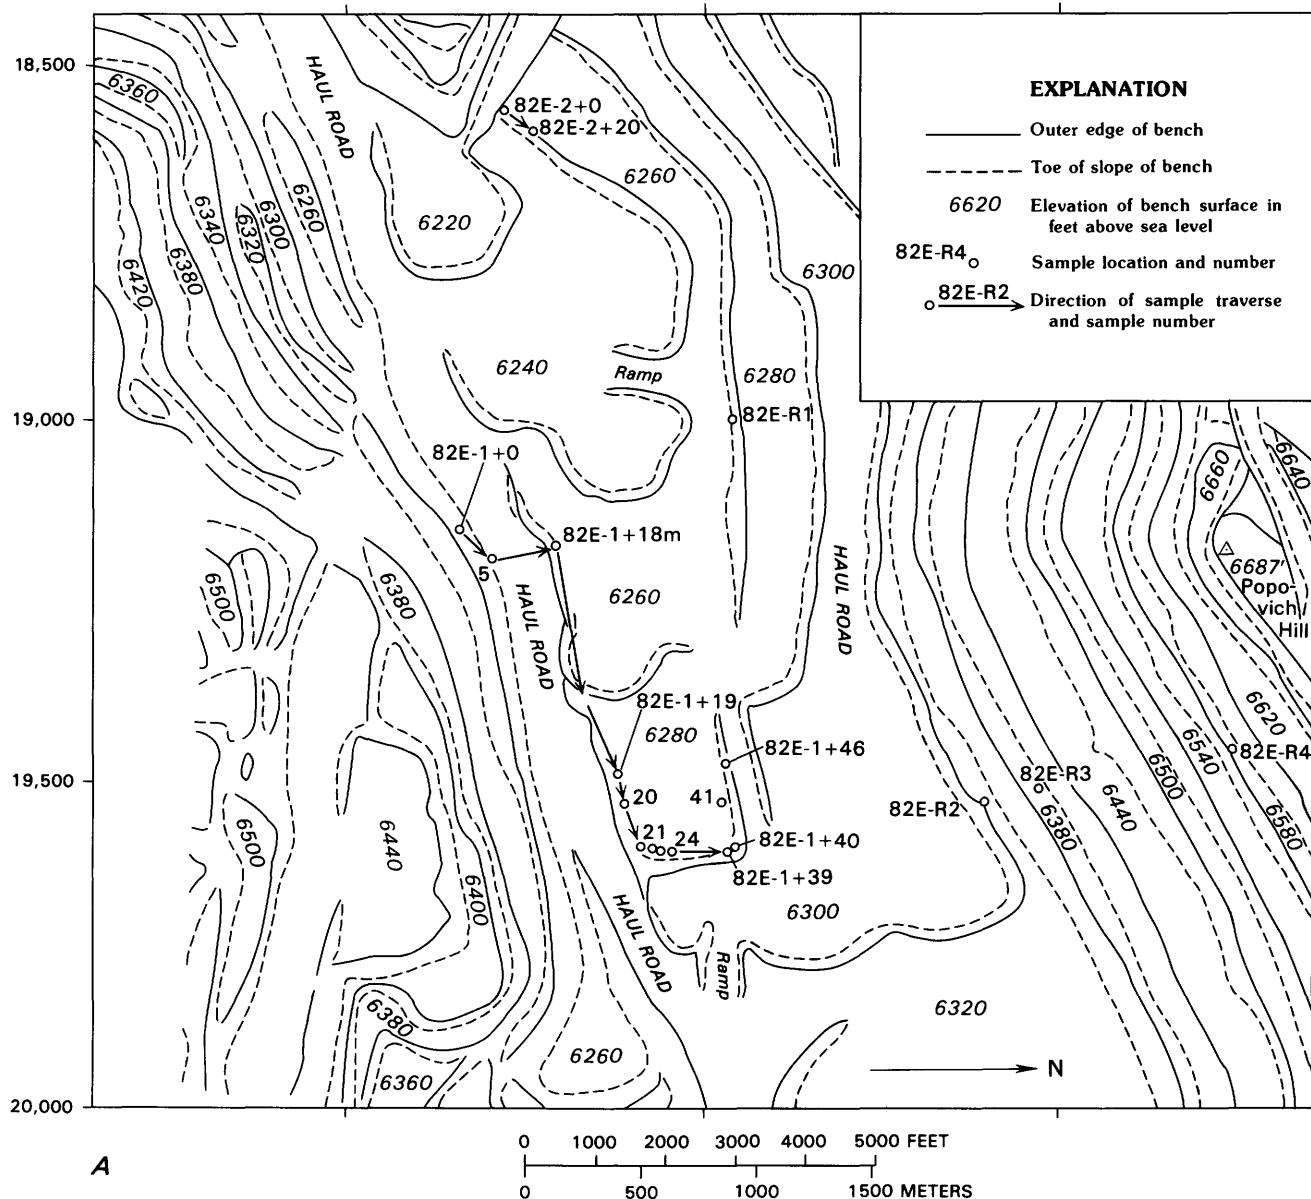 18,500
19,000
19,500
20,000
EXPLANATION
Outer edge of bench
Toe of slope of bench
6620 Elevation of bench surface in
feet above sea level
82E-R4 Sample location and number
82E-R2 Direction of sample traverse
and sample number
HAUL ROAD
82E-2+0
82E-2+20
6360
6340
6320
6300
6260
6380
6420
6220
6260
6300
6240
Ramp
6280
82E-R1
82E-1+0
82E-1+18m
5
HAUL ROAD
6260
HAUL ROAD
6660
6640
6687'
Popo-
vich
Hill
6500
6380
82E-1+19
6280
82E-1+46
20
41
21
24
82E-1+40
82E-1+39
82E-R2
82E-R3
82E-R4
6380
6440
6500
6540
6580
6620
6500
6440
6400
HAUL ROAD
6300
Ramp
6320
6380
6360
6260
N
A
0 1000 2000 3000 4000 5000 FEET
0 500 1000 1500 METERS